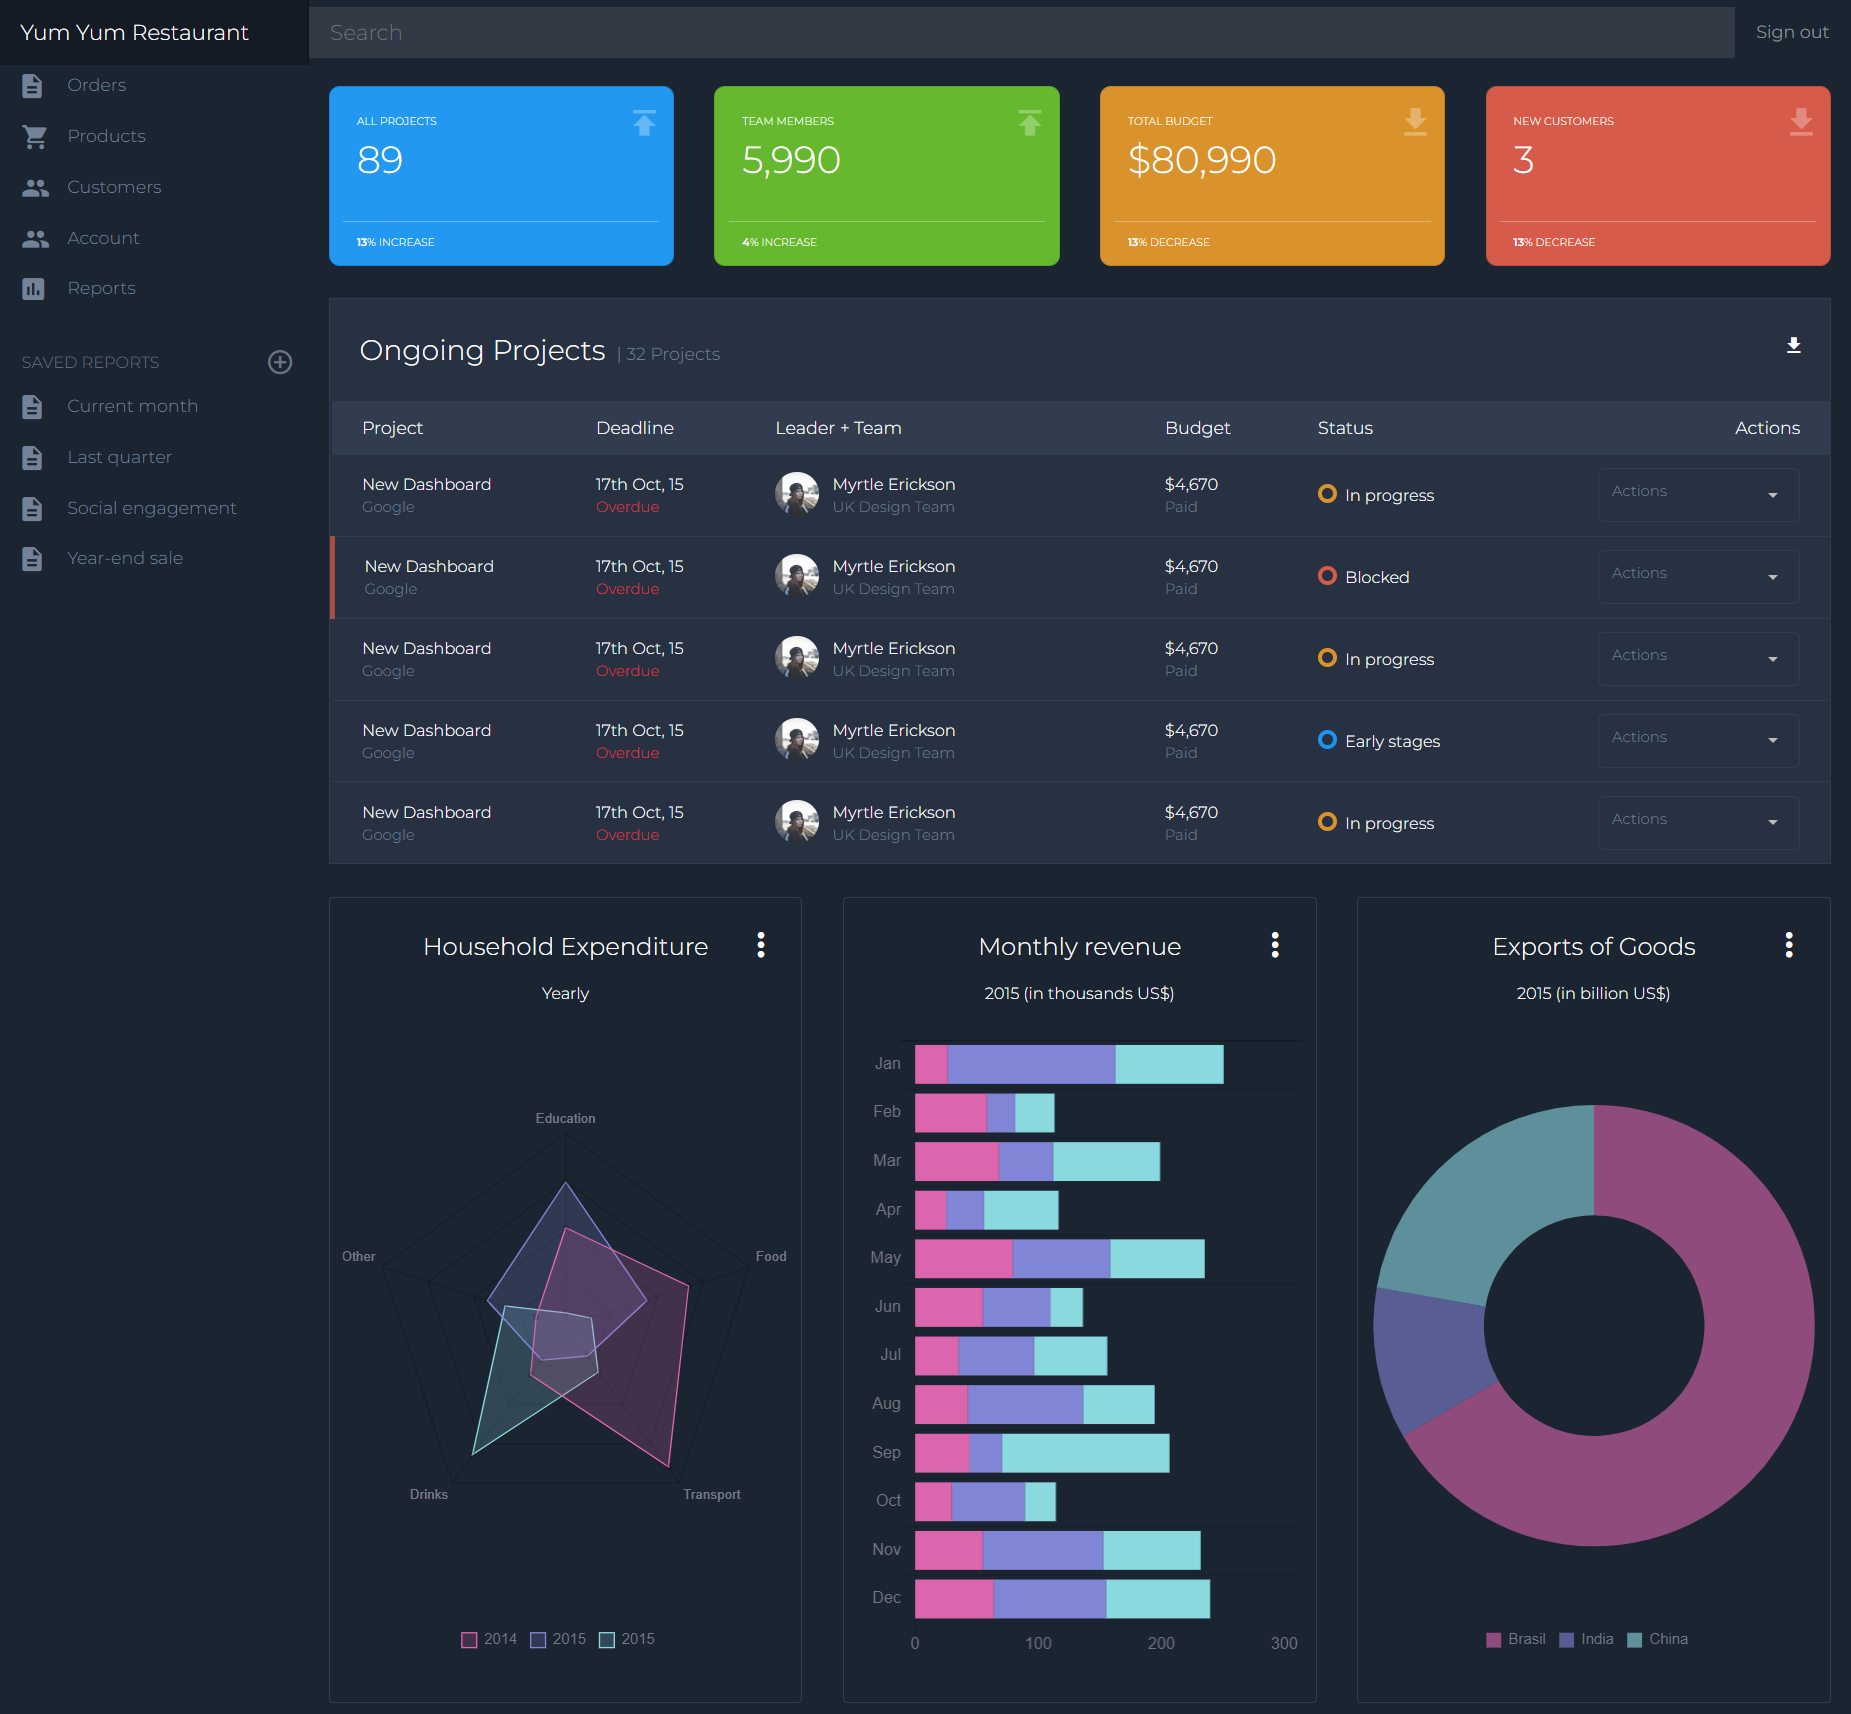 Yum Yum Restaurant
Search
Sign out
Orders
Products
Customers
Account
Reports
SAVED REPORTS
Current month
Last quarter
Social engagement
Year-end sale
ALL PROJECTS
89
13% INCREASE
TEAM MEMBERS
5,990
4% INCREASE
TOTAL BUDGET
$80,990
13% DECREASE
NEW CUSTOMERS
3
13% DECREASE
Ongoing Projects | 32 Projects
Project Deadline Leader + Team Budget Status Actions
New Dashboard 17th Oct, 15 Myrtle Erickson $4,670 In progress Actions
Google Overdue UK Design Team Paid
New Dashboard 17th Oct, 15 Myrtle Erickson $4,670 Blocked Actions
Google Overdue UK Design Team Paid
New Dashboard 17th Oct, 15 Myrtle Erickson $4,670 In progress Actions
Google Overdue UK Design Team Paid
New Dashboard 17th Oct, 15 Myrtle Erickson $4,670 Early stages Actions
Google Overdue UK Design Team Paid
New Dashboard 17th Oct, 15 Myrtle Erickson $4,670 In progress Actions
Google Overdue UK Design Team Paid
Household Expenditure
Yearly
Education
Other
Food
Drinks
Transport
2014 2015 2015
Monthly revenue
2015 (in thousands US$)
Jan
Feb
Mar
Apr
May
Jun
Jul
Aug
Sep
Oct
Nov
Dec
0 100 200 300
Exports of Goods
2015 (in billion US$)
Brasil India China